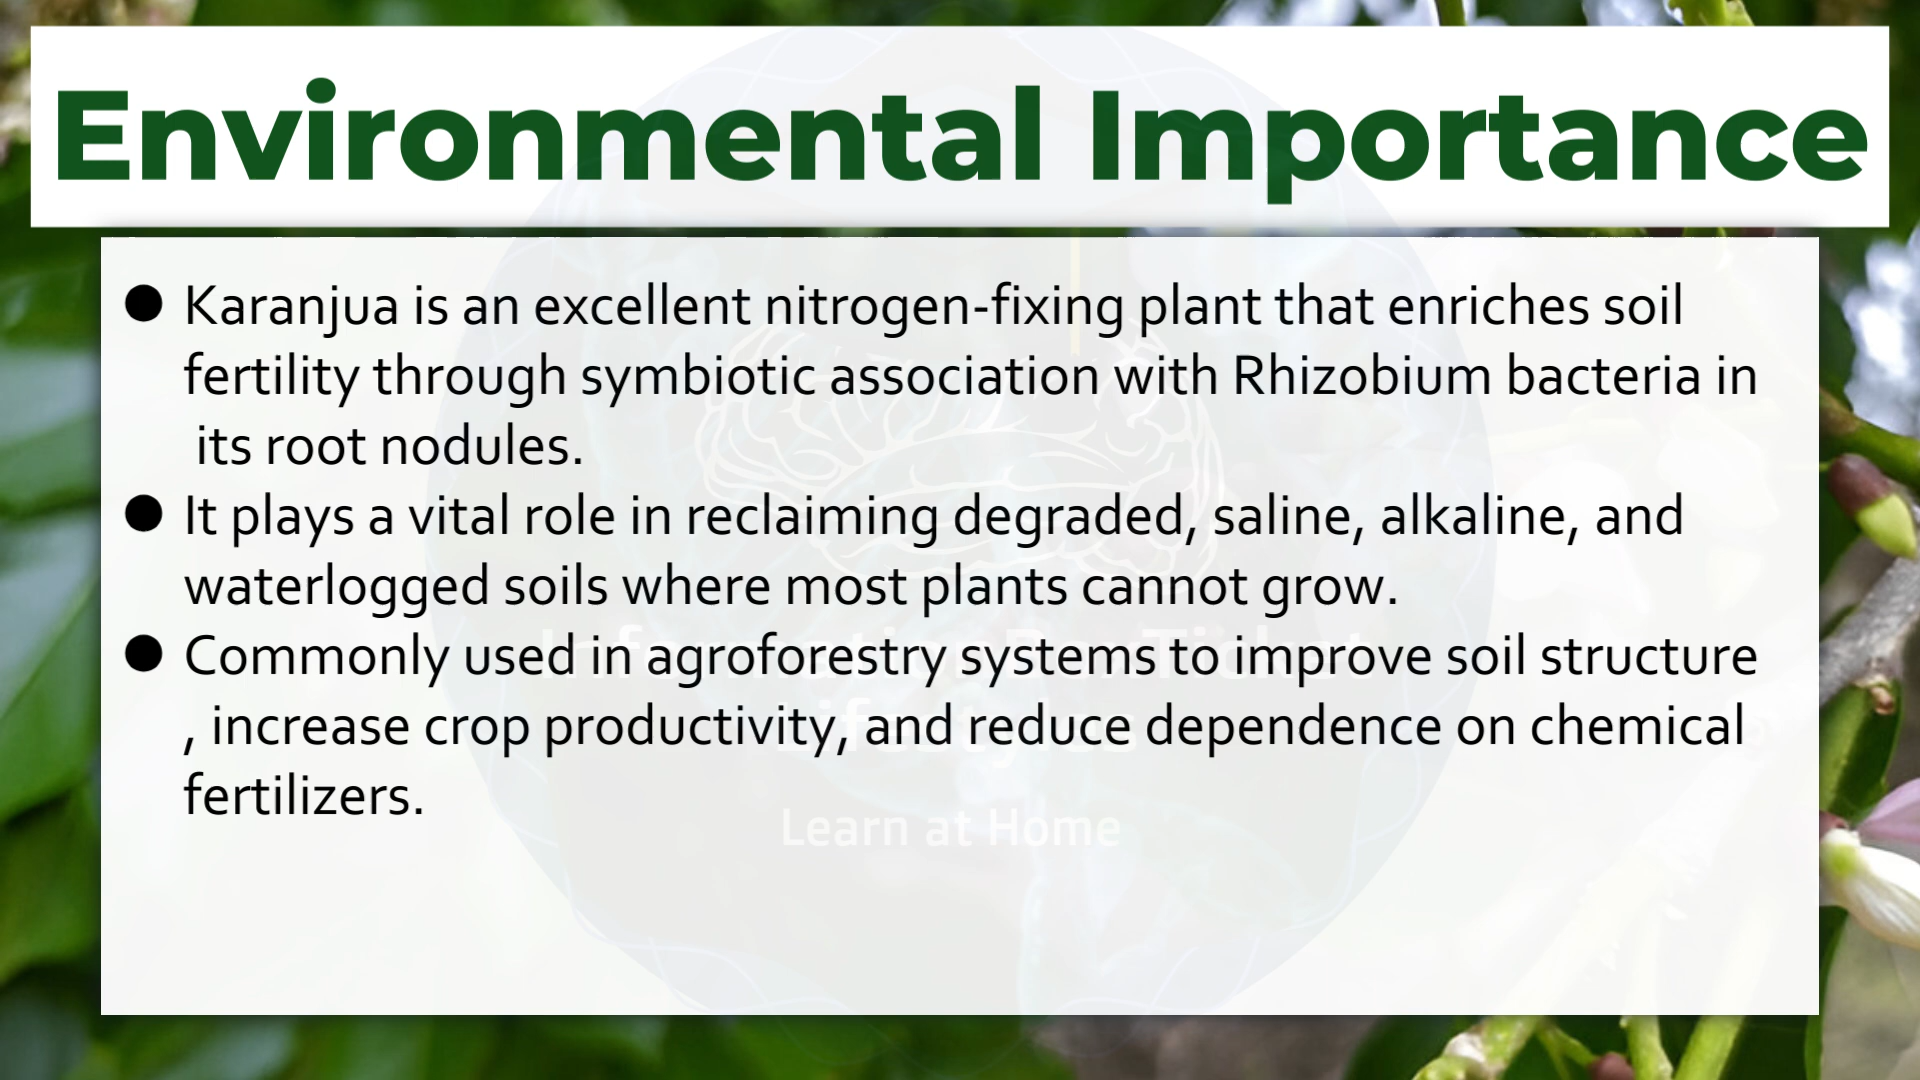 Environmental Importance
● Karanjua is an excellent nitrogen-fixing plant that enriches soil
fertility through symbiotic association with Rhizobium bacteria in
its root nodules.
● It plays a vital role in reclaiming degraded, saline, alkaline, and
waterlogged soils where most plants cannot grow.
● Commonly used in agroforestry systems to improve soil structure
, increase crop productivity, and reduce dependence on chemical
fertilizers.
Learn at Home